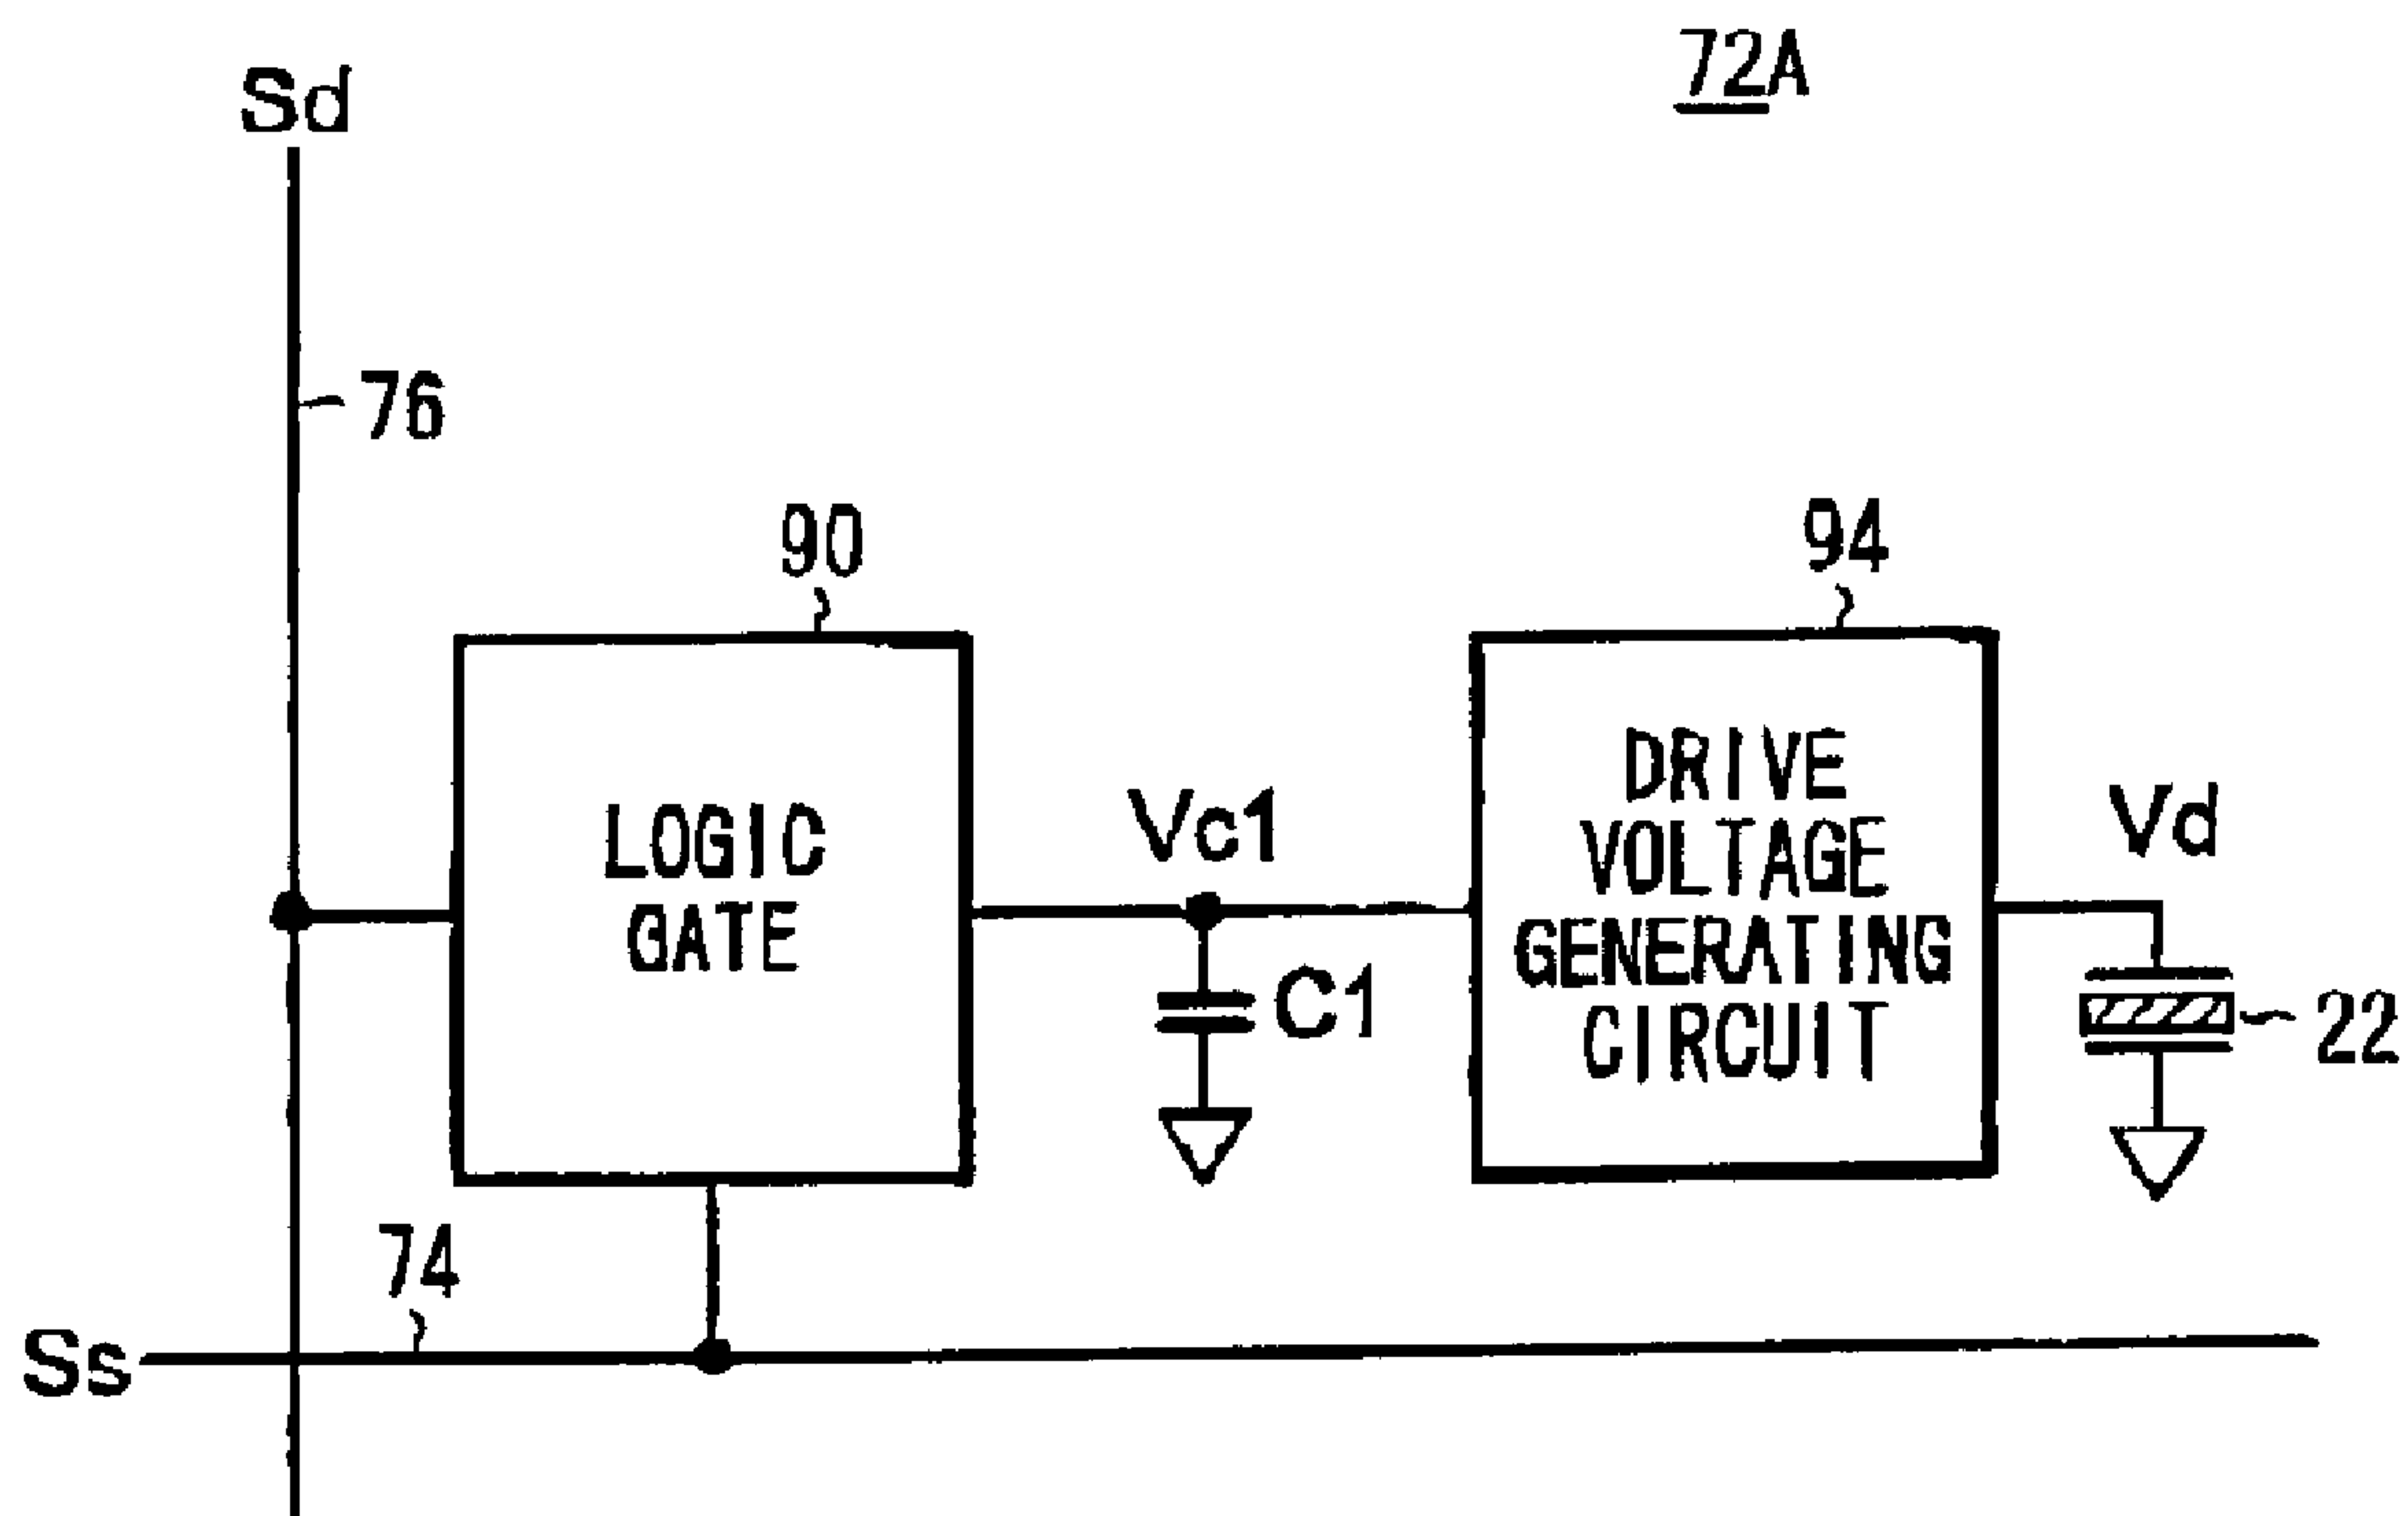 72A
Sd
76
90
94
LOGIC
GATE
Vc1
C1
DRIVE
VOLTAGE
GENERATING
CIRCUIT
Vd
22
74
Ss